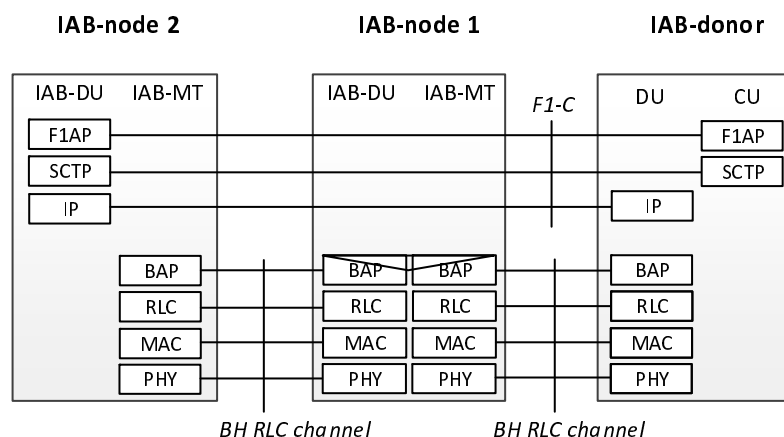 IAB-node 2 IAB-node 1 IAB-donor
IAB-DU IAB-MT IAB-DU IAB-MT DU CU
F1-C
F1AP F1AP
SCTP SCTP
IP IP
BAP BAP BAP BAP
RLC RLC RLC RLC
MAC MAC MAC MAC
PHY PHY PHY PHY
BH RLC channel BH RLC channel